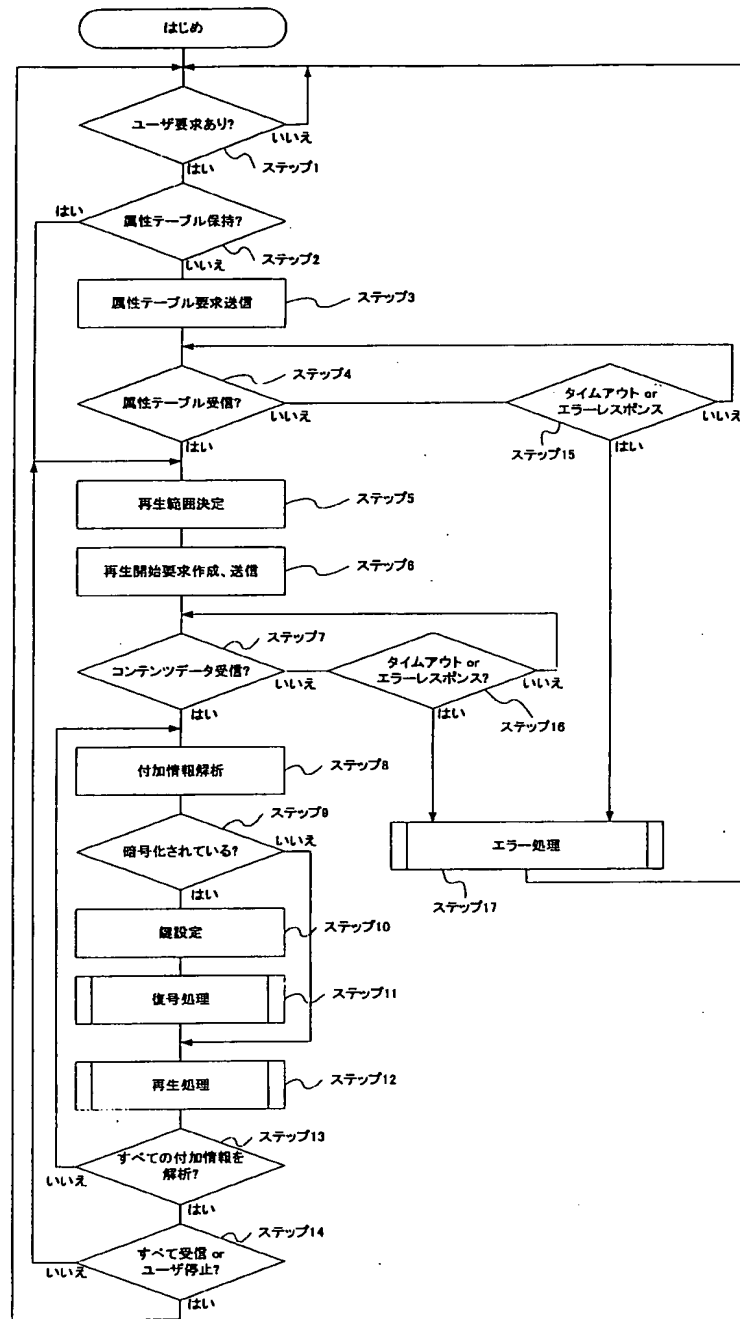 はじめ
ユーザ要求あり?
いいえ
はい
ステップ1
はい
属性テーブル保持?
いいえ
ステップ2
属性テーブル要求送信
ステップ3
ステップ4
属性テーブル受信?
いいえ
はい
タイムアウト or
エラーレスポンス
いいえ
はい
ステップ15
再生範囲決定
ステップ5
再生開始要求作成、送信
ステップ6
ステップ7
コンテンツデータ受信?
いいえ
はい
タイムアウト or
エラーレスポンス?
いいえ
はい
ステップ16
付加情報解析
ステップ8
ステップ9
暗号化されている?
いいえ
はい
エラー処理
ステップ17
鍵設定
ステップ10
復号処理
ステップ11
再生処理
ステップ12
ステップ13
すべての付加情報を
解析?
いいえ
はい
ステップ14
すべて受信 or
ユーザ停止?
いいえ
はい